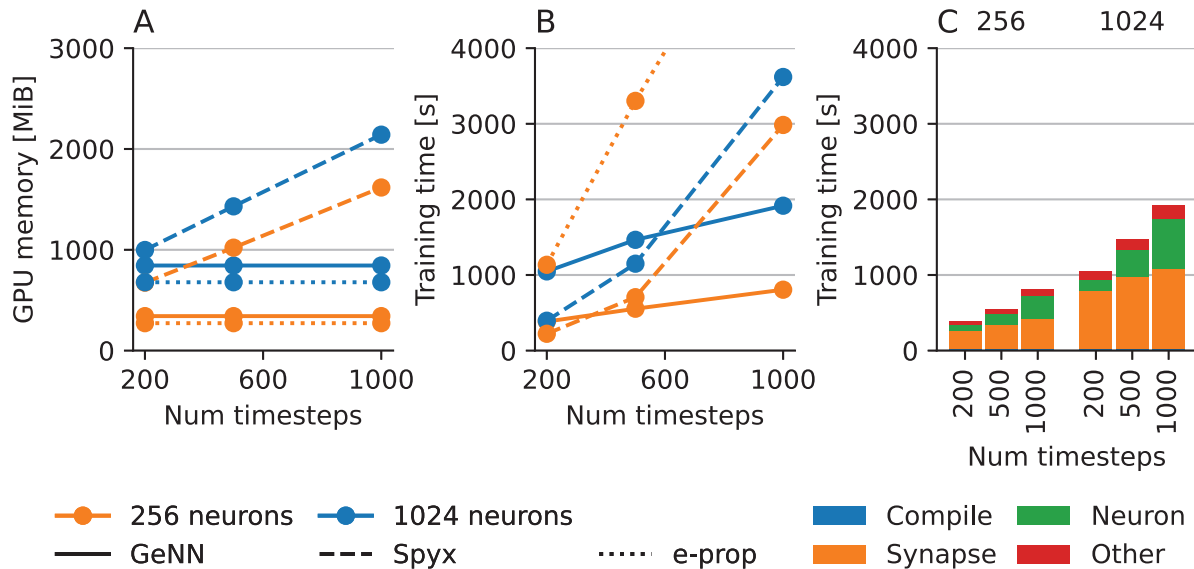 A
GPU memory [MiB]
3000
2000
1000
0
200 600 1000
Num timesteps
B
Training time [s]
4000
3000
2000
1000
0
200 600 1000
Num timesteps
C 256 1024
Training time [s]
4000
3000
2000
1000
0
200 500 1000 200 500 1000
Num timesteps
256 neurons 1024 neurons
GeNN Spyx e-prop
Compile Neuron
Synapse Other